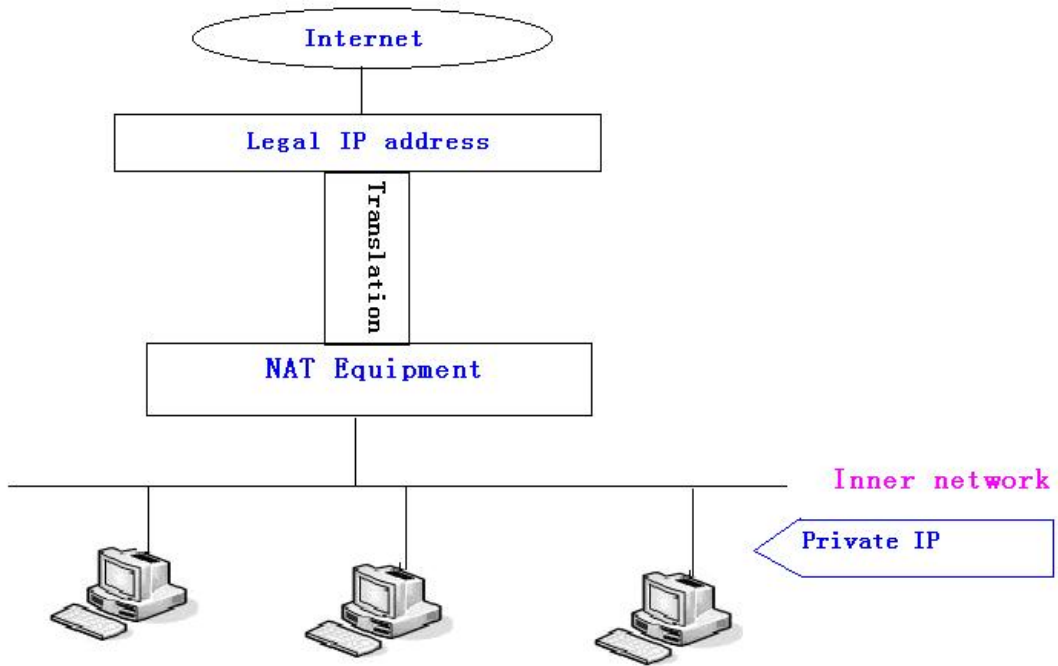 Internet
Legal IP address
Translation
NAT Equipment
Inner network
Private IP